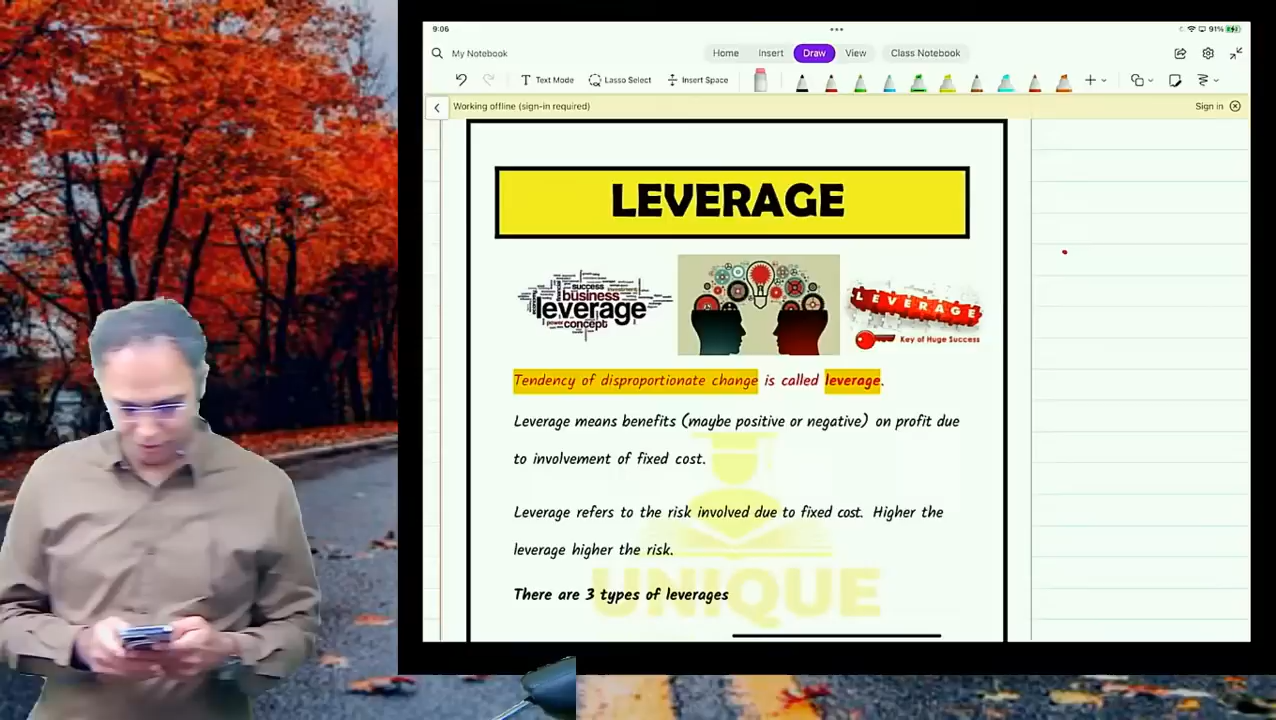 9:06
91%
My Notebook
Home Insert Draw View Class Notebook
Text Mode Lasso Select Insert Space
Working offline (sign-in required)
Sign in
LEVERAGE
success
business
leverage
concept
LEVERAGE
Key of Huge Success
Tendency of disproportionate change is called leverage.
Leverage means benefits (maybe positive or negative) on profit due
to involvement of fixed cost.
Leverage refers to the risk involved due to fixed cost. Higher the
leverage higher the risk.
UNIQUE
There are 3 types of leverages